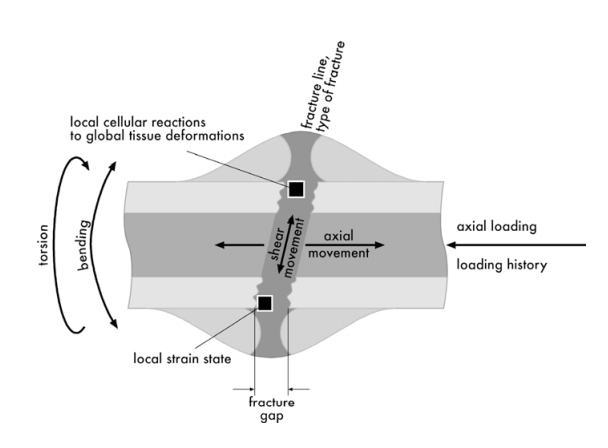 fracture line,
type of fracture
local cellular reactions
to global tissue deformations
torsion
bending
shear
movement
axial
movement
axial loading
loading history
local strain state
fracture
gap